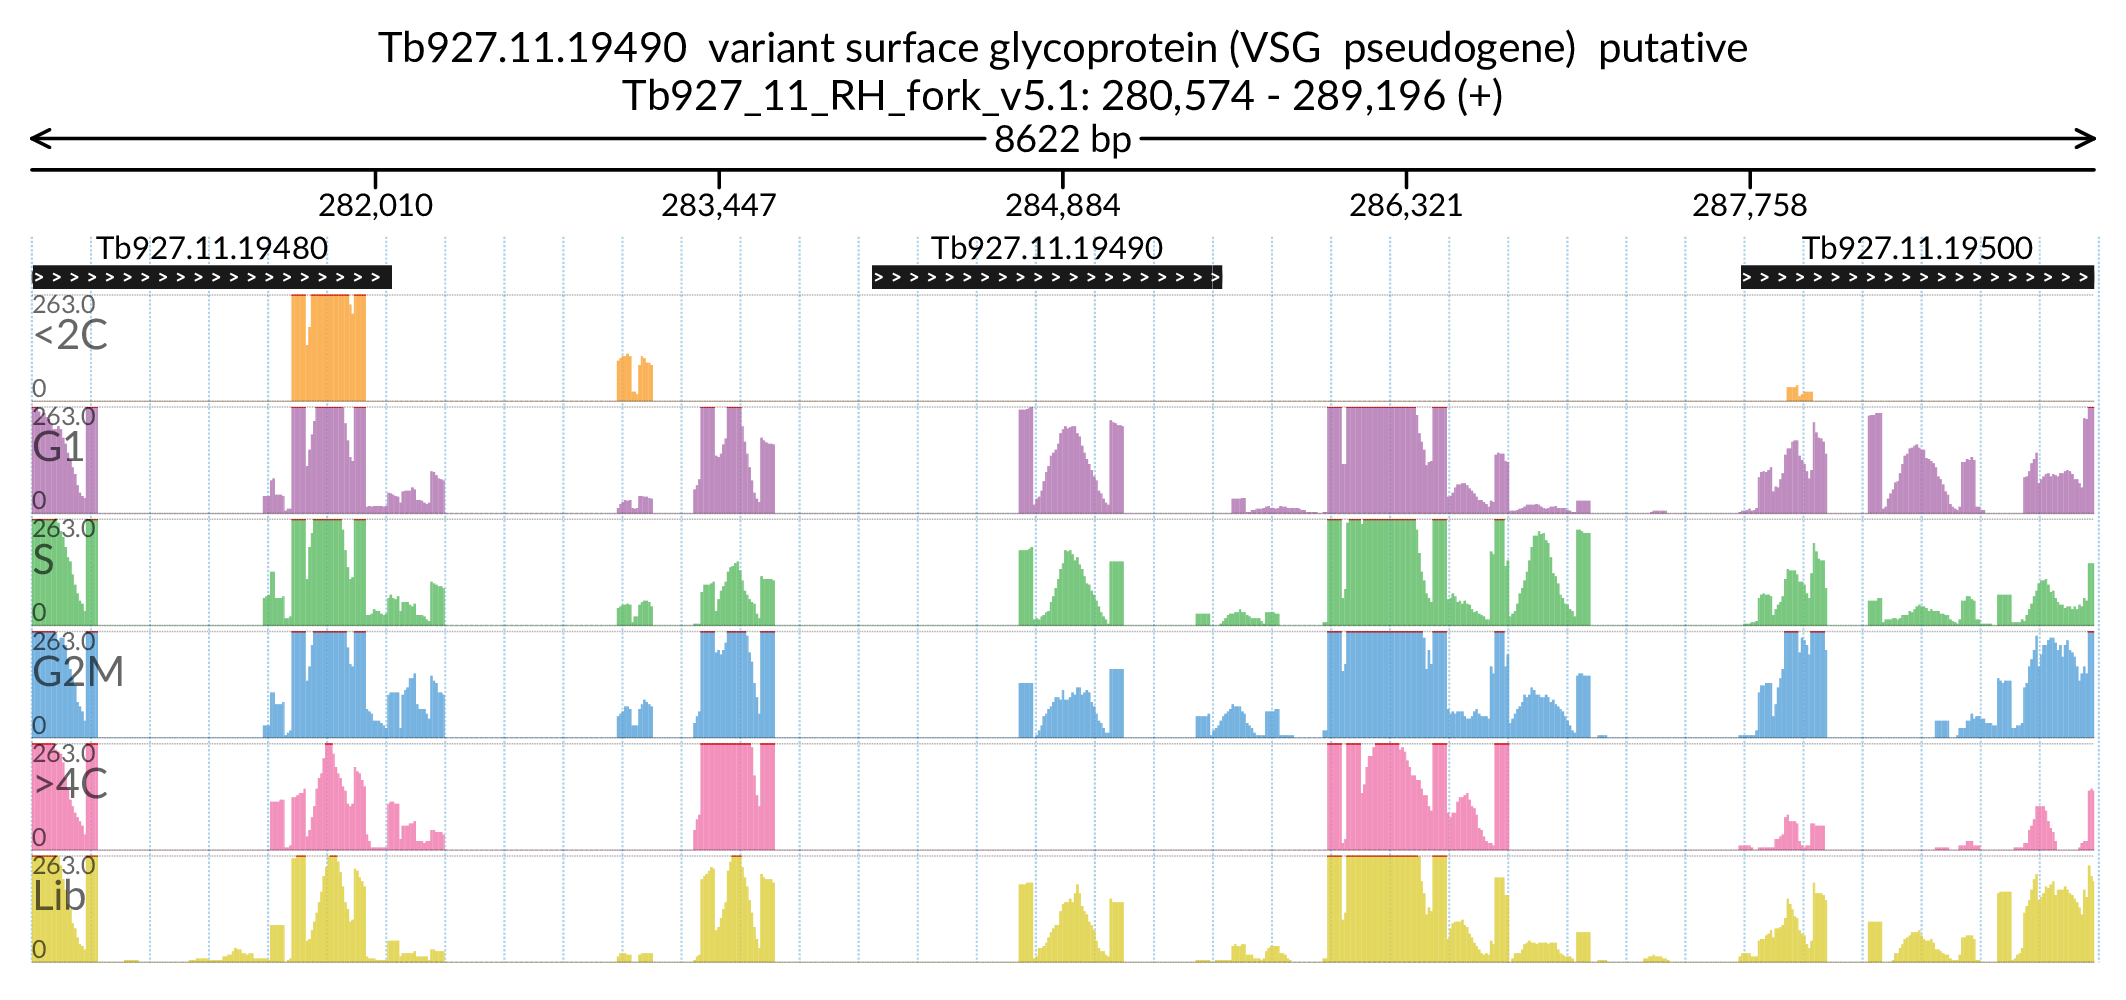 Tb927.11.19490 variant surface glycoprotein (VSG pseudogene) putative
Tb927_11_RH_fork_v5.1: 280,574 - 289,196 (+)
8622 bp
282,010 283,447 284,884 286,321 287,758
Tb927.11.19480 Tb927.11.19490 Tb927.11.19500
263.0
<2C
0
263.0
G1
0
263.0
S
0
263.0
G2M
0
263.0
>4C
0
263.0
Lib
0